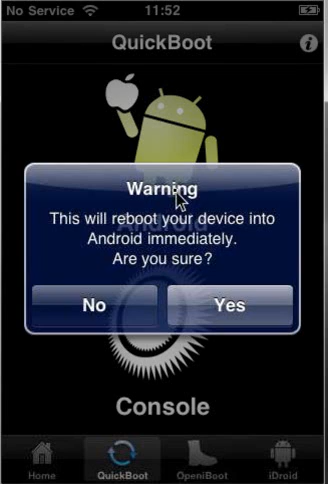 No Service 11:52
QuickBoot
Warning
This will reboot your device into
Android immediately.
Are you sure?
Android
No Yes
Console
Home QuickBoot OpeniBoot iDroid